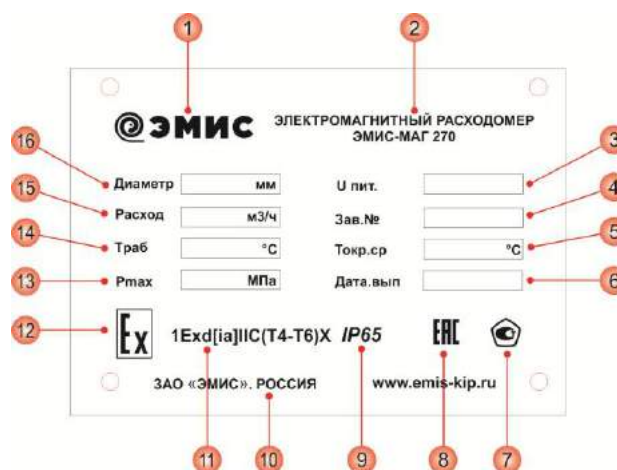 1
2
ЭМИС
ЭЛЕКТРОМАГНИТНЫЙ РАСХОДОМЕР
ЭМИС-МАГ 270
16
Диаметр мм
U пит.
3
15
Расход м3/ч
Зав.№
4
14
Траб °C
Токр.ср °C
5
13
Pmax МПа
Дата.вып
6
12
Ex
1Exd[ia]IIC(T4-T6)X IP65
EAC
ЗАО «ЭМИС». РОССИЯ
www.emis-kip.ru
11
10
9
8
7